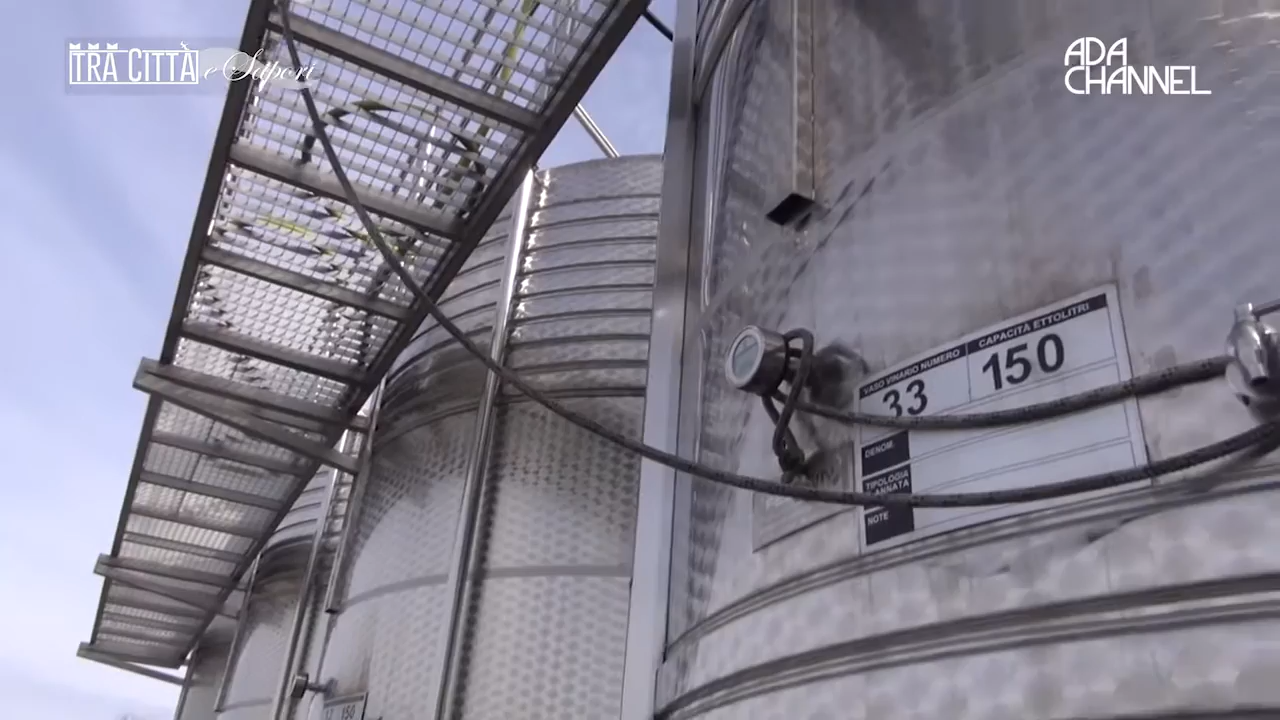 TRA CITTÀ e Sapori
ADA
CHANNEL
VASO VINARIO NUMERO
CAPACITA ETTOLITRI
33
150
DENOM.
TIPOLOGIA
ANNATA
NOTE
150